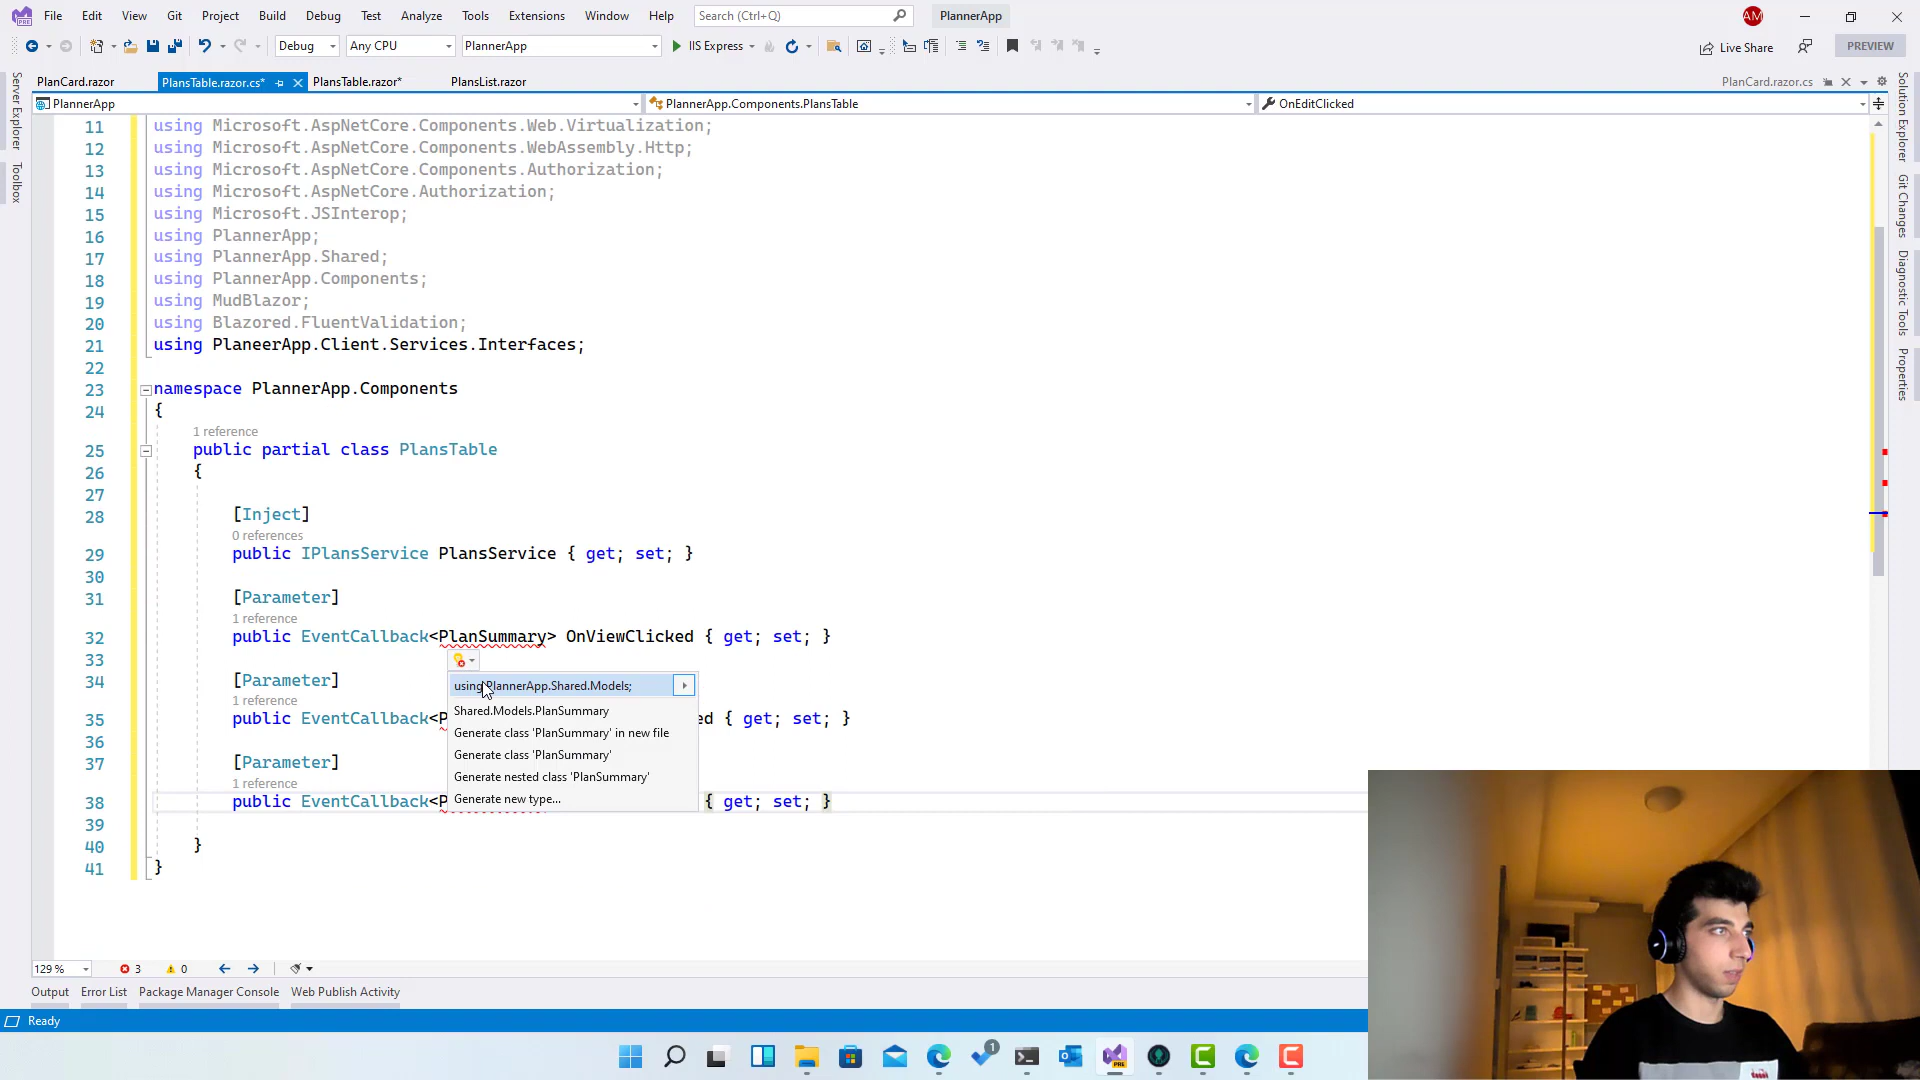 File Edit View Git Project Build Debug Test Analyze Tools Extensions Window Help Search (Ctrl+Q) PlannerApp AM
Debug Any CPU PlannerApp IIS Express Live Share PREVIEW
PlanCard.razor PlansTable.razor.cs* PlansTable.razor* PlansList.razor PlanCard.razor.cs
PlannerApp PlannerApp.Components.PlansTable OnEditClicked
Server Explorer
Toolbox
Solution Explorer
Git Changes
Diagnostic Tools
Properties
11 using Microsoft.AspNetCore.Components.Web.Virtualization;
12 using Microsoft.AspNetCore.Components.WebAssembly.Http;
13 using Microsoft.AspNetCore.Components.Authorization;
14 using Microsoft.AspNetCore.Authorization;
15 using Microsoft.JSInterop;
16 using PlannerApp;
17 using PlannerApp.Shared;
18 using PlannerApp.Components;
19 using MudBlazor;
20 using Blazored.FluentValidation;
21 using PlaneerApp.Client.Services.Interfaces;
22
23 namespace PlannerApp.Components
24 {
1 reference
25 public partial class PlansTable
26 {
27
28 [Inject]
0 references
29 public IPlansService PlansService { get; set; }
30
31 [Parameter]
1 reference
32 public EventCallback<PlanSummary> OnViewClicked { get; set; }
33
34 [Parameter]
1 reference
35 public EventCallback<P ed { get; set; }
36
37 [Parameter]
1 reference
38 public EventCallback<P { get; set; }
39
40 }
41 }
using PlannerApp.Shared.Models;
Shared.Models.PlanSummary
Generate class 'PlanSummary' in new file
Generate class 'PlanSummary'
Generate nested class 'PlanSummary'
Generate new type...
129 % 3 0
Output Error List Package Manager Console Web Publish Activity
Ready
1
PRE